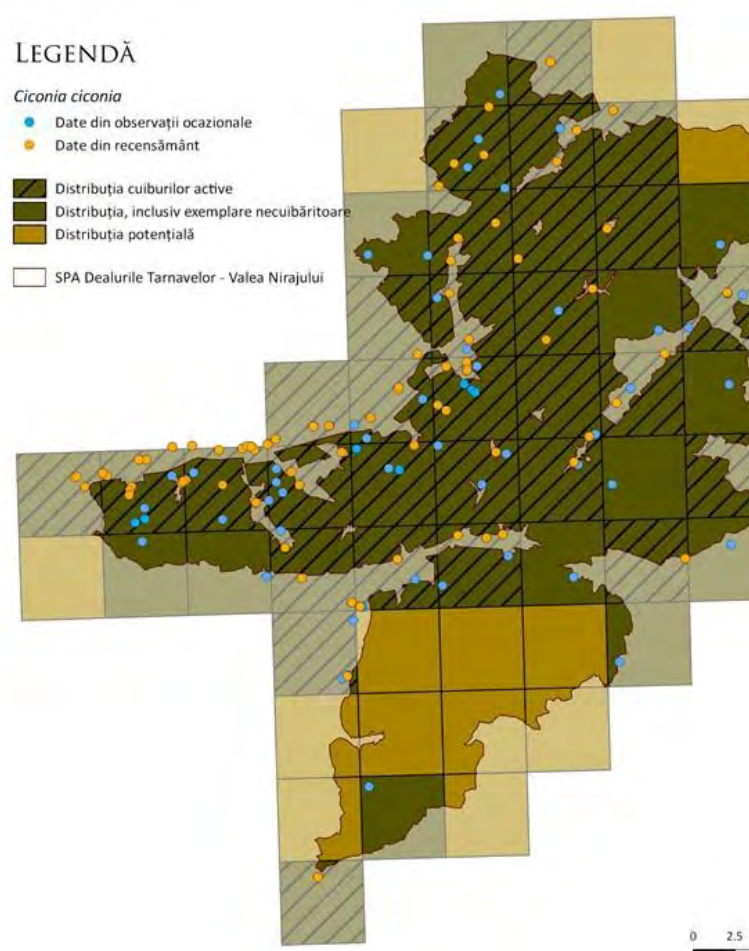 LEGENDĂ
Ciconia ciconia
Date din observații ocazionale
Date din recensământ
Distribuția cuiburilor active
Distribuția, inclusiv exemplare necuibăritoare
Distribuția potențială
SPA Dealurile Tarnavelor - Valea Nirajului
0 2.5